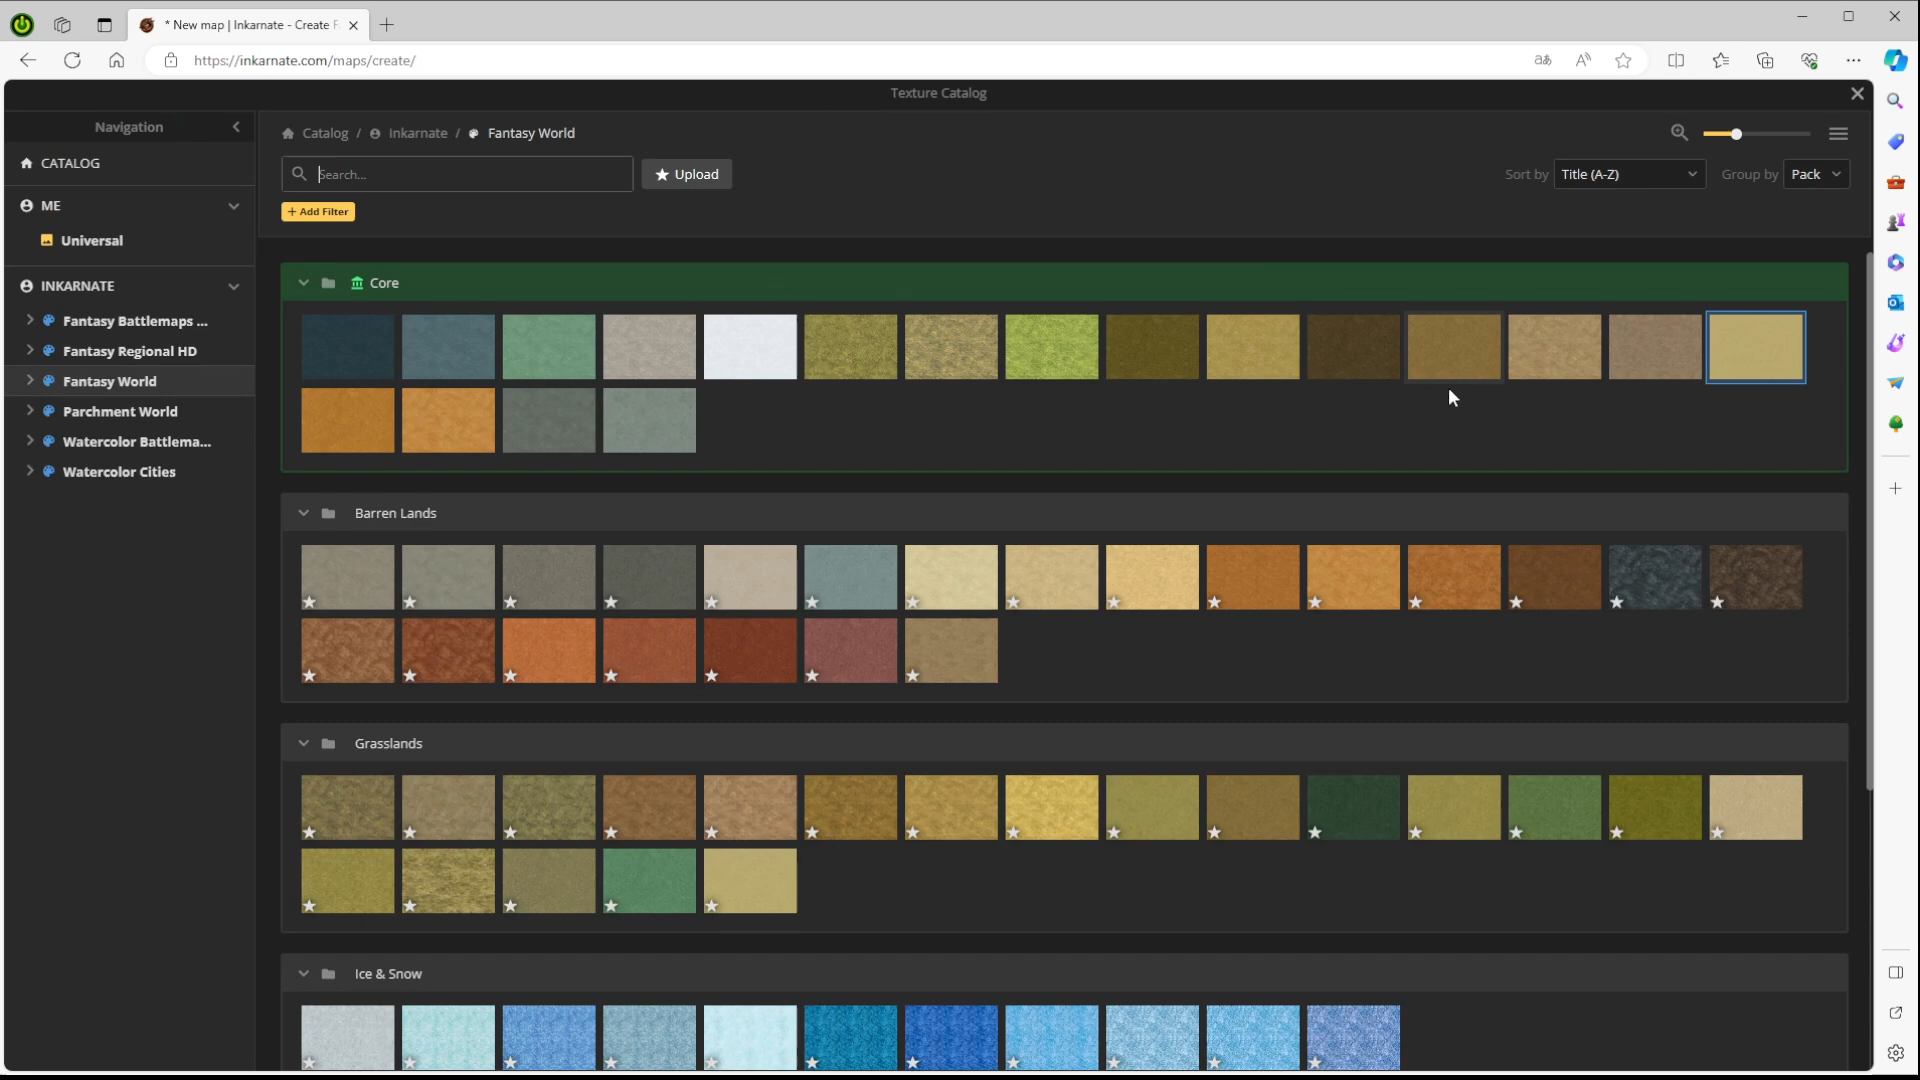 * New map | Inkarnate - Create F
https://inkarnate.com/maps/create/
Texture Catalog
Navigation
CATALOG
ME
Universal
INKARNATE
Fantasy Battlemaps ...
Fantasy Regional HD
Fantasy World
Parchment World
Watercolor Battlema...
Watercolor Cities
Catalog / Inkarnate / Fantasy World
Search...
Upload
Sort by Title (A-Z) Group by Pack
+ Add Filter
Core
Barren Lands
Grasslands
Ice & Snow